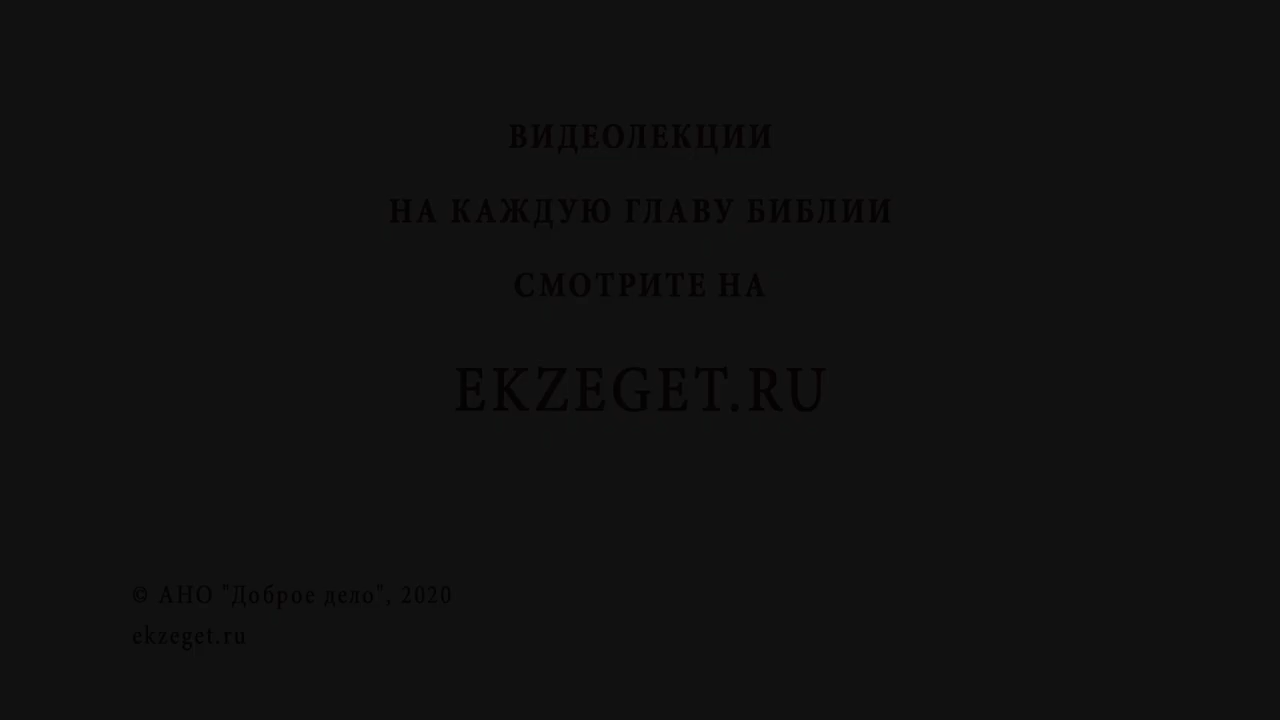 ВИДЕОЛЕКЦИИ
НА КАЖДУЮ ГЛАВУ БИБЛИИ
СМОТРИТЕ НА
EKZEGET.RU
© АНО "Доброе дело", 2020
ekzeget.ru